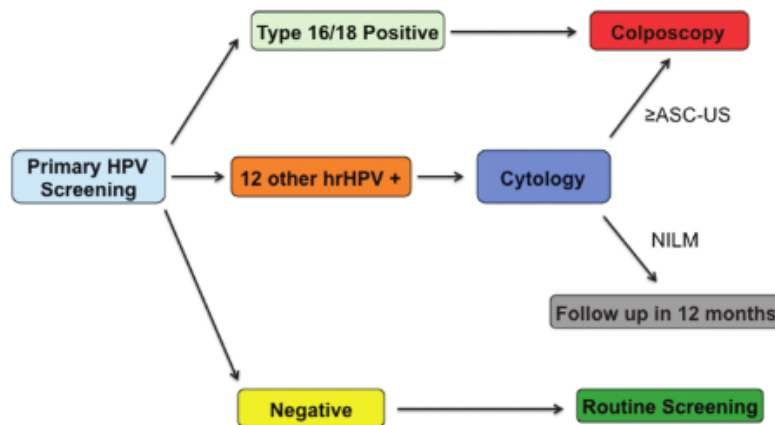 Type 16/18 Positive
Colposcopy
≥ASC-US
Primary HPV
Screening
12 other hrHPV +
Cytology
NILM
Follow up in 12 months
Negative
Routine Screening